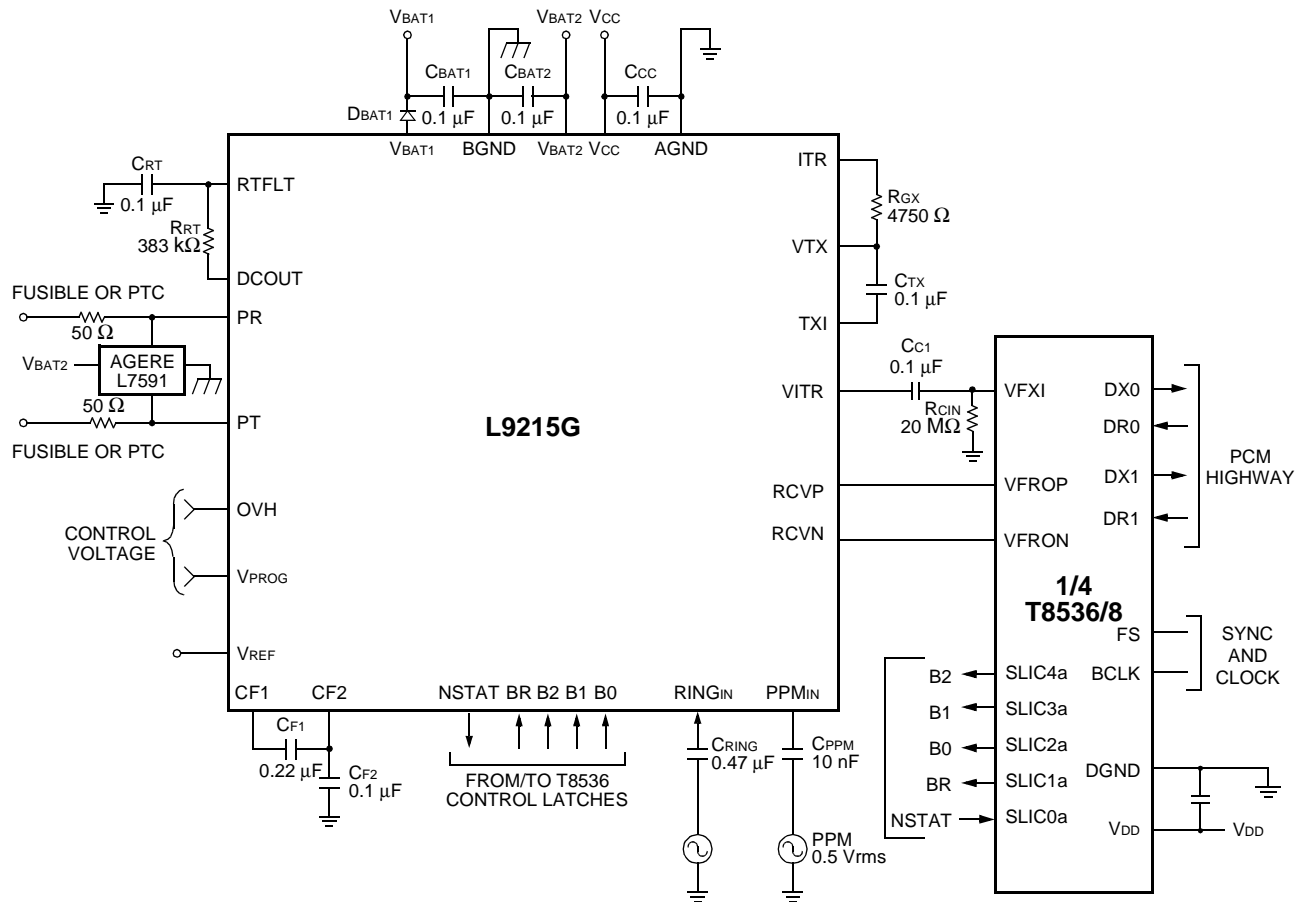 VBAT1
VBAT2
VCC
CBAT1
0.1 µF
CBAT2
0.1 µF
CCC
0.1 µF
DBAT1
VBAT1
BGND
VBAT2
VCC
AGND
CRT
0.1 µF
RRT
383 kΩ
RTFLT
DCOUT
FUSIBLE OR PTC
50 Ω
PR
VBAT2
AGERE
L7591
50 Ω
PT
FUSIBLE OR PTC
CONTROL
VOLTAGE
OVH
VPROG
VREF
L9215G
ITR
RGX
4750 Ω
VTX
CTX
0.1 µF
TXI
VITR
CC1
0.1 µF
RCIN
20 MΩ
RCVP
RCVN
CF1
CF2
NSTAT
BR
B2
B1
B0
RINGIN
PPMIN
CF1
0.22 µF
CF2
0.1 µF
FROM/TO T8536
CONTROL LATCHES
CRING
0.47 µF
CPPM
10 nF
PPM
0.5 Vrms
VFXI
VFROP
VFRON
DX0
DR0
DX1
DR1
PCM
HIGHWAY
1/4
T8536/8
FS
BCLK
SYNC
AND
CLOCK
B2
SLIC4a
B1
SLIC3a
B0
SLIC2a
BR
SLIC1a
NSTAT
SLIC0a
DGND
VDD
VDD